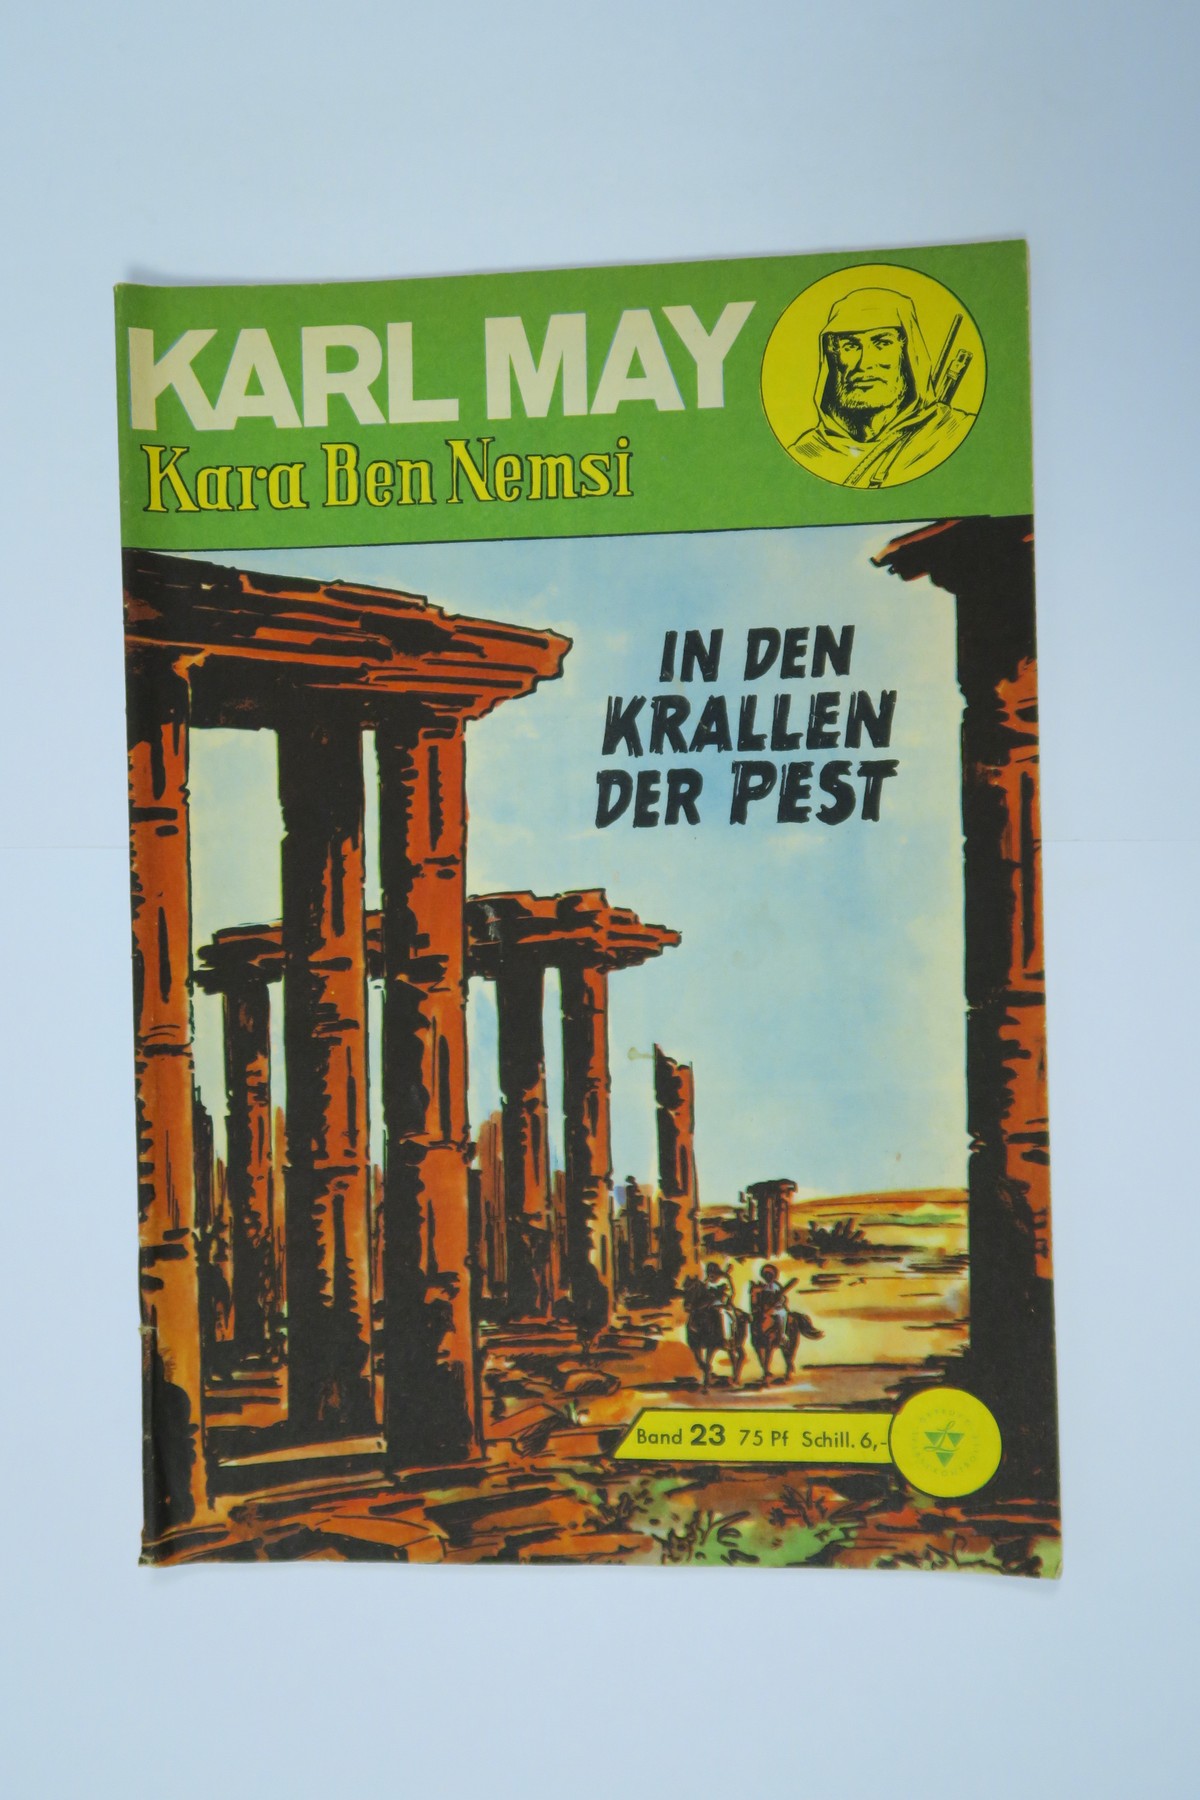 KARL MAY
Kara Ben Nemsi
IN DEN
KRALLEN
DER PEST
Band 23 75 Pf Schill. 6,-